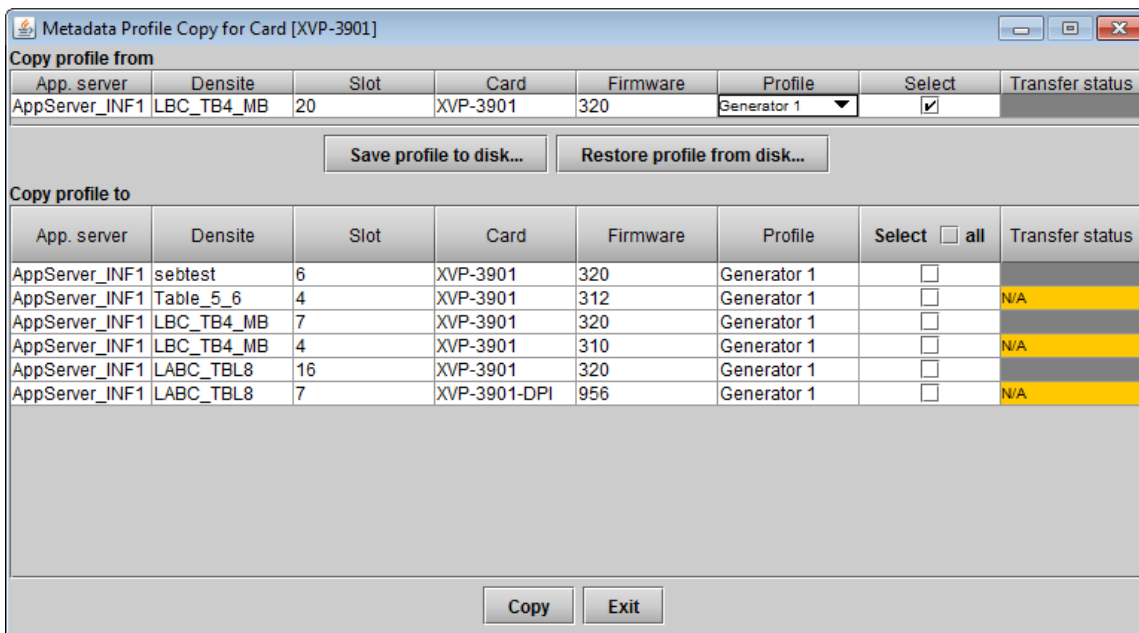 Metadata Profile Copy for Card [XVP-3901]
Copy profile from
App. server Densite Slot Card Firmware Profile Select Transfer status
AppServer_INF1 LBC_TB4_MB 20 XVP-3901 320 Generator 1
Save profile to disk... Restore profile from disk...
Copy profile to
App. server Densite Slot Card Firmware Profile Select all Transfer status
AppServer_INF1 sebtest 6 XVP-3901 320 Generator 1
AppServer_INF1 Table_5_6 4 XVP-3901 312 Generator 1 N/A
AppServer_INF1 LBC_TB4_MB 7 XVP-3901 320 Generator 1
AppServer_INF1 LBC_TB4_MB 4 XVP-3901 310 Generator 1 N/A
AppServer_INF1 LABC_TBL8 16 XVP-3901 320 Generator 1
AppServer_INF1 LABC_TBL8 7 XVP-3901-DPI 956 Generator 1 N/A
Copy Exit